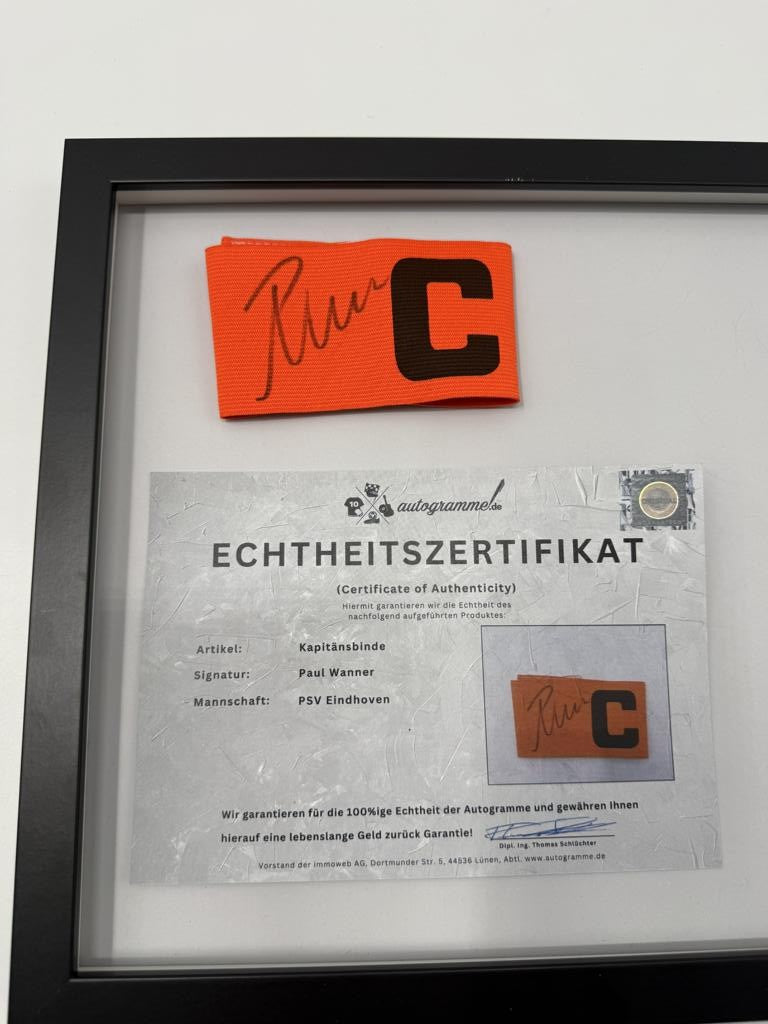 C
10
autogramme!.de
ECHTHEITSZERTIFIKAT
(Certificate of Authenticity)
Hiermit garantieren wir die Echtheit des
nachfolgend aufgeführten Produktes:
Artikel: Kapitänsbinde
Signatur: Paul Wanner
Mannschaft: PSV Eindhoven
C
Wir garantieren für die 100%ige Echtheit der Autogramme und gewähren Ihnen
hierauf eine lebenslange Geld zurück Garantie!
Dipl. Ing. Thomas Schlüchter
Vorstand der immoweb AG, Dortmunder Str. 5, 44536 Lünen, Abtl. www.autogramme.de